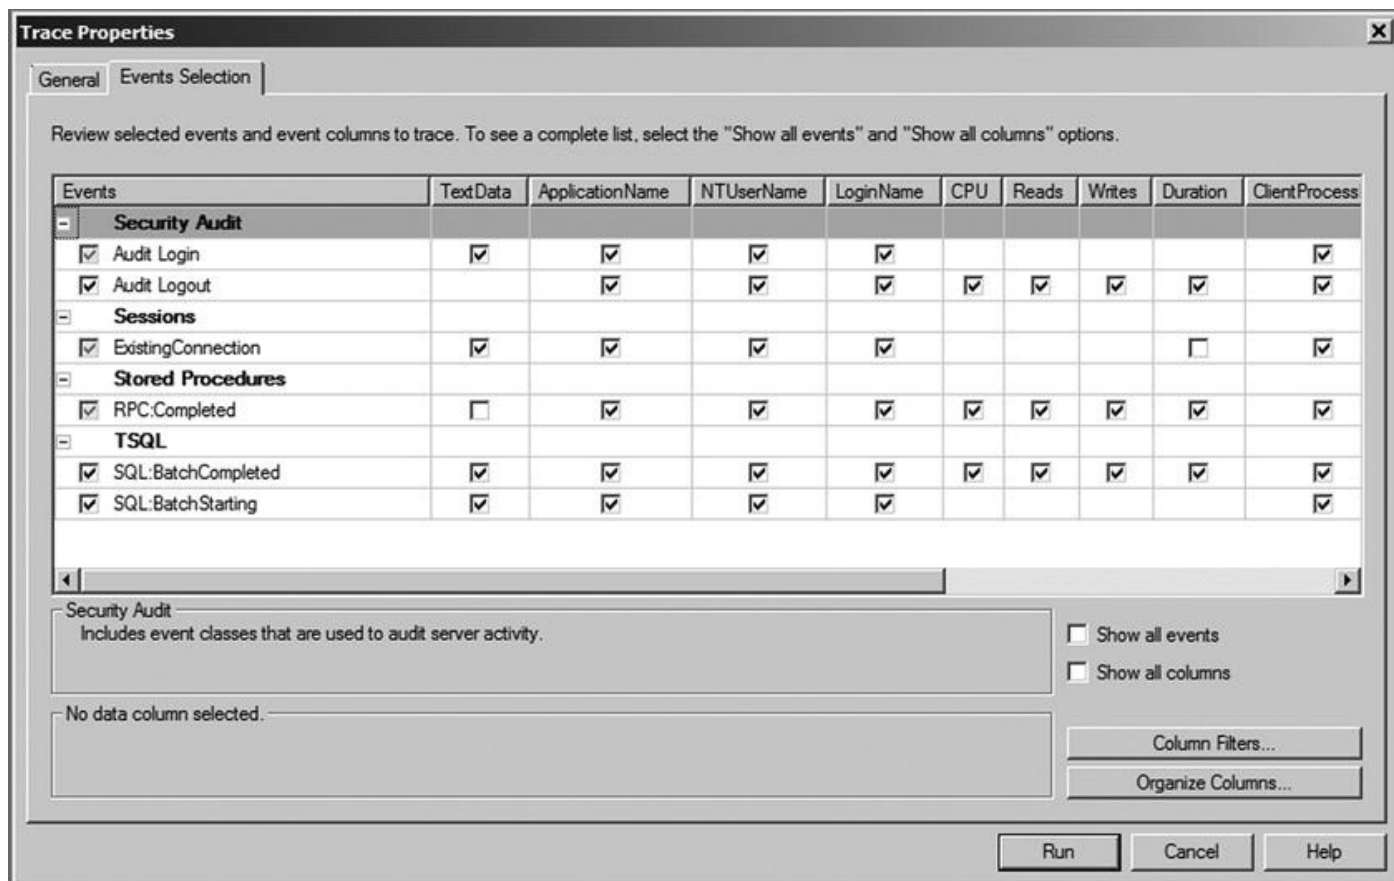 Trace Properties
General Events Selection
Review selected events and event columns to trace. To see a complete list, select the "Show all events" and "Show all columns" options.
Events TextData ApplicationName NTUserName LoginName CPU Reads Writes Duration ClientProcess
Security Audit
Audit Login
Audit Logout
Sessions
ExistingConnection
Stored Procedures
RPC:Completed
TSQL
SQL:BatchCompleted
SQL:BatchStarting
Security Audit
Includes event classes that are used to audit server activity.
Show all events
Show all columns
No data column selected.
Column Filters...
Organize Columns...
Run Cancel Help